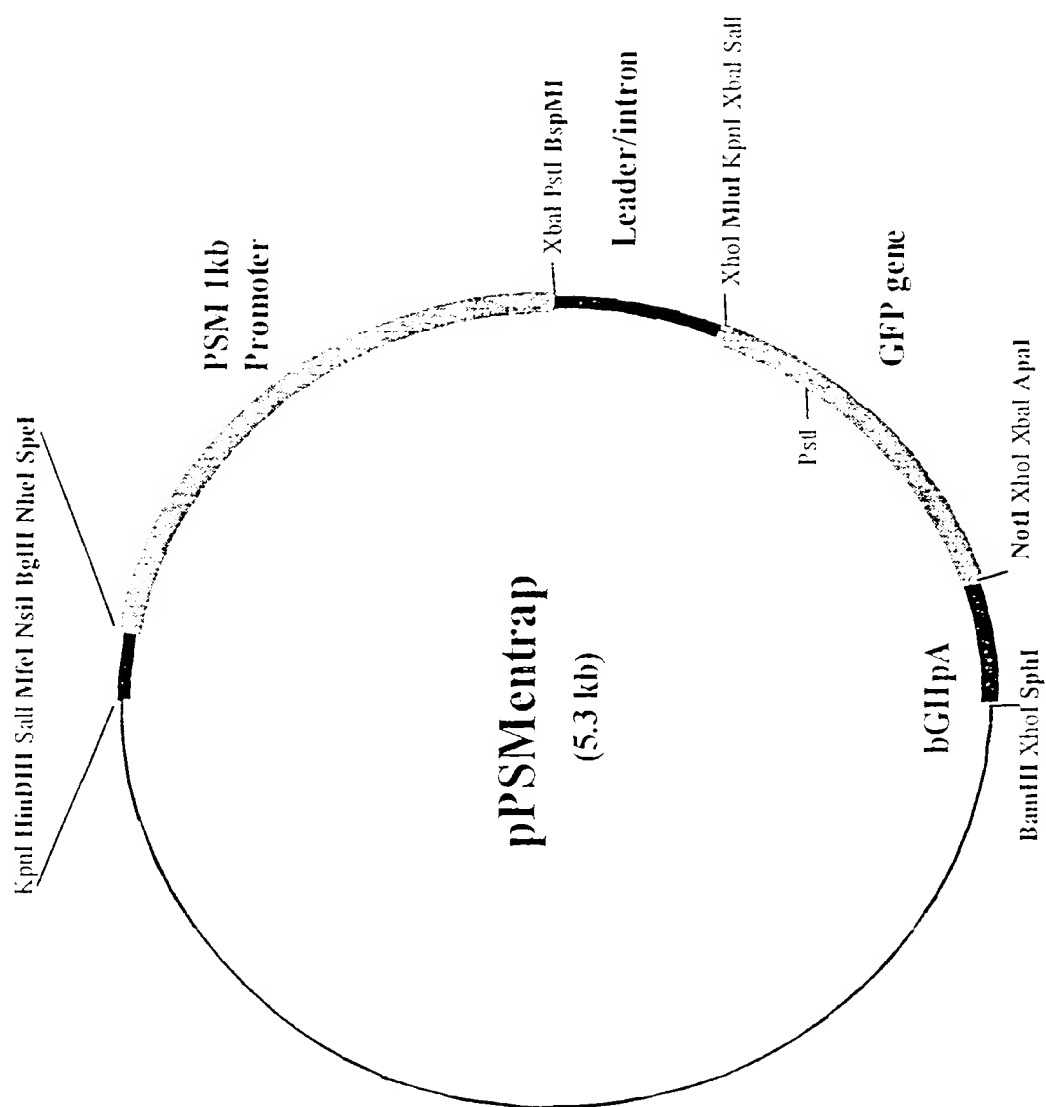 KpnI HinDIII SalI MfeI NsiI BglII NheI SpeI
PSM 1kb
Promoter
XbaI PstI BspMI
Leader/intron
XhoI MluI KpnI XbaI SalI
GFP gene
PstI
NotI XhoI XbaI ApaI
bGHpA
BamHI XhoI SphI
pPSMentrap
(5.3 kb)